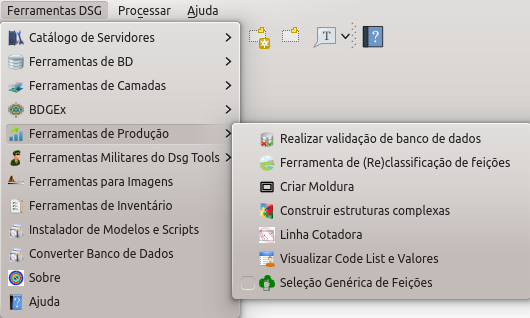 Ferramentas DSG Processar Ajuda
T ?
Catálogo de Servidores
Ferramentas de BD
Ferramentas de Camadas
BDGEx
Ferramentas de Produção
Ferramentas Militares do Dsg Tools
Ferramentas para Imagens
Ferramentas de Inventário
Instalador de Modelos e Scripts
Converter Banco de Dados
Sobre
? Ajuda
Realizar validação de banco de dados
Ferramenta de (Re)classificação de feições
Criar Moldura
Construir estruturas complexas
Linha Cotadora
Visualizar Code List e Valores
Seleção Genérica de Feições